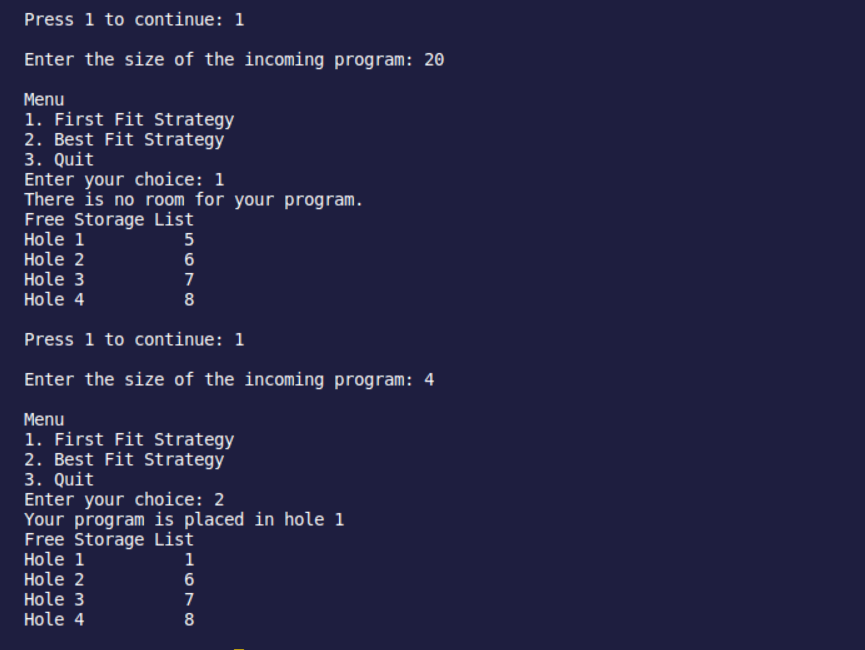 Press 1 to continue: 1
Enter the size of the incoming program: 20
Menu
1. First Fit Strategy
2. Best Fit Strategy
3. Quit
Enter your choice: 1
There is no room for your program.
Free Storage List
Hole 1 5
Hole 2 6
Hole 3 7
Hole 4 8
Press 1 to continue: 1
Enter the size of the incoming program: 4
Menu
1. First Fit Strategy
2. Best Fit Strategy
3. Quit
Enter your choice: 2
Your program is placed in hole 1
Free Storage List
Hole 1 1
Hole 2 6
Hole 3 7
Hole 4 8